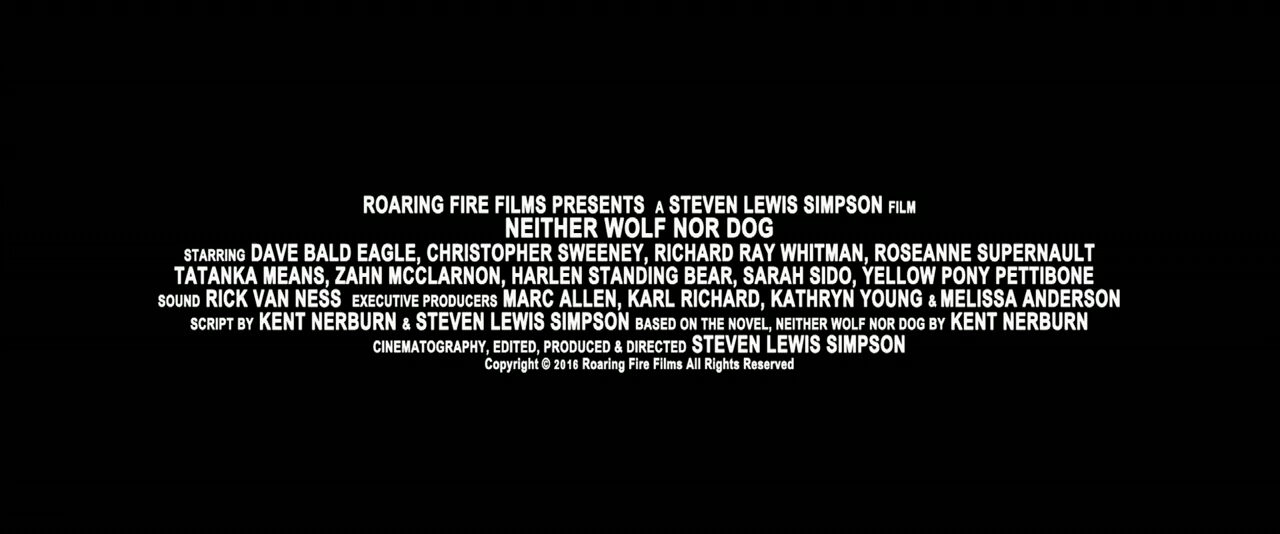 ROARING FIRE FILMS PRESENTS A STEVEN LEWIS SIMPSON FILM
NEITHER WOLF NOR DOG
STARRING DAVE BALD EAGLE, CHRISTOPHER SWEENEY, RICHARD RAY WHITMAN, ROSEANNE SUPERNAULT
TATANKA MEANS, ZAHN MCCLARNON, HARLEN STANDING BEAR, SARAH SIDO, YELLOW PONY PETTIBONE
SOUND RICK VAN NESS EXECUTIVE PRODUCERS MARC ALLEN, KARL RICHARD, KATHRYN YOUNG & MELISSA ANDERSON
SCRIPT BY KENT NERBURN & STEVEN LEWIS SIMPSON BASED ON THE NOVEL, NEITHER WOLF NOR DOG BY KENT NERBURN
CINEMATOGRAPHY, EDITED, PRODUCED & DIRECTED STEVEN LEWIS SIMPSON
Copyright © 2016 Roaring Fire Films All Rights Reserved